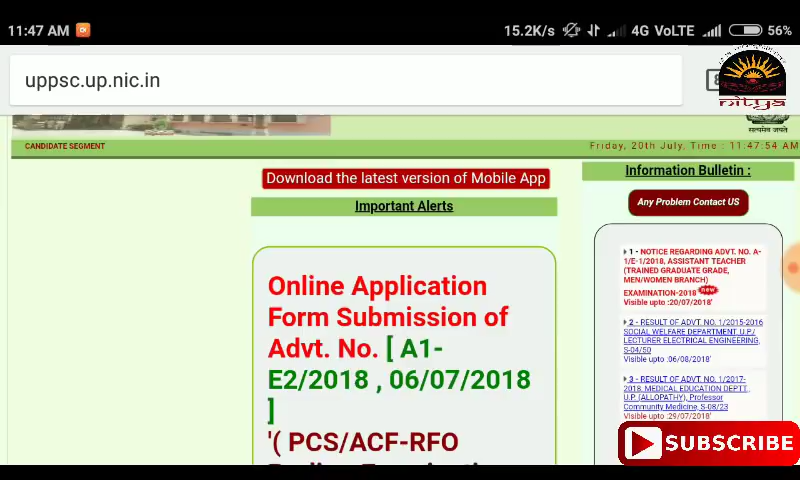 11:47 AM
15.2K/s
4G VoLTE
56%
uppsc.up.nic.in
nitya
सत्यमेव जयते
CANDIDATE SEGMENT
Friday, 20th July, Time : 11:47:54 AM
Download the latest version of Mobile App
Important Alerts
Online Application
Form Submission of
Advt. No. [ A1-
E2/2018 , 06/07/2018
]
'( PCS/ACF-RFO
Information Bulletin :
Any Problem Contact US
1 - NOTICE REGARDING ADVT. NO. A-
1/E-1/2018, ASSISTANT TEACHER
(TRAINED GRADUATE GRADE,
MEN/WOMEN BRANCH)
EXAMINATION-2018 new
Visible upto :20/07/2018'
2 - RESULT OF ADVT. NO. 1/2015-2016
SOCIAL WELFARE DEPARTMENT, U.P./
LECTURER ELECTRICAL ENGINEERING,
S-04/50
Visible upto :06/08/2018'
3 - RESULT OF ADVT. NO. 1/2017-
2018, MEDICAL EDUCATION DEPTT.,
U.P. (ALLOPATHY), Professor
Community Medicine, S-08/23
Visible upto :29/07/2018'
SUBSCRIBE